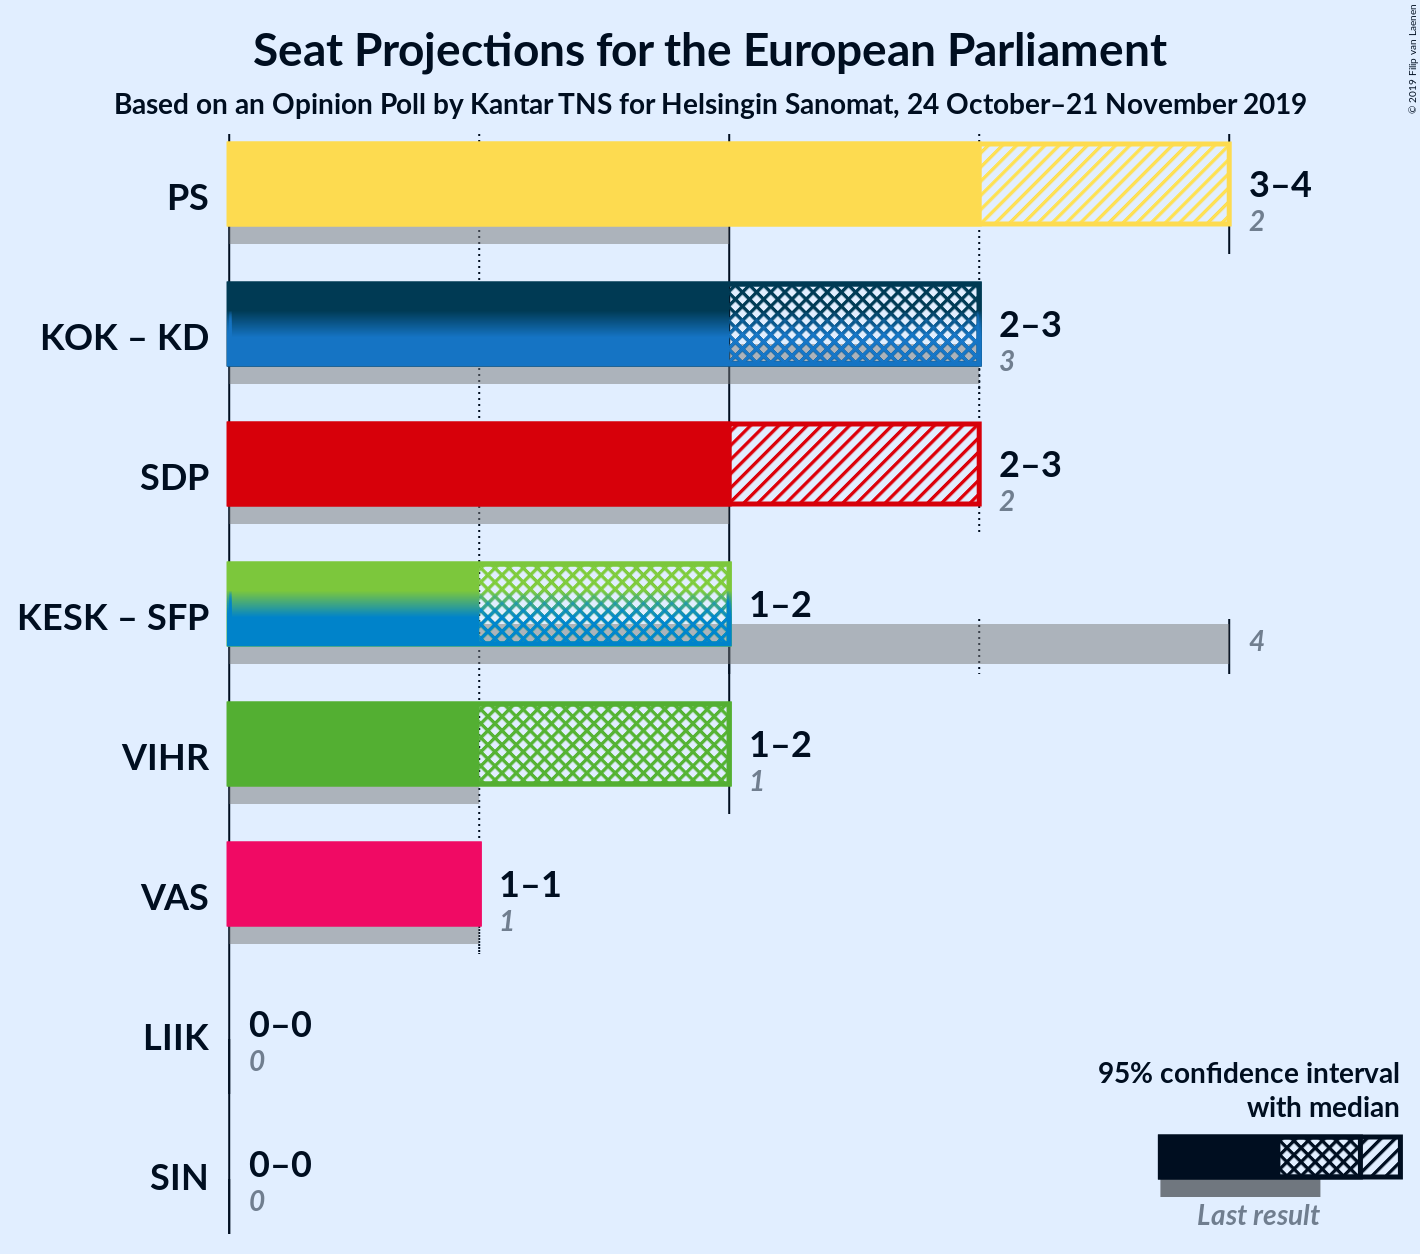 Seat Projections for the European Parliament
Based on an Opinion Poll by Kantar TNS for Helsingin Sanomat, 24 October–21 November 2019
© 2019 Filip van Laenen
PS
3–4
2
KOK – KD
2–3
3
SDP
2–3
2
KESK – SFP
1–2
4
VIHR
1–2
1
VAS
1–1
1
LIIK
0–0
0
SIN
0–0
0
95% confidence interval
with median
Last result